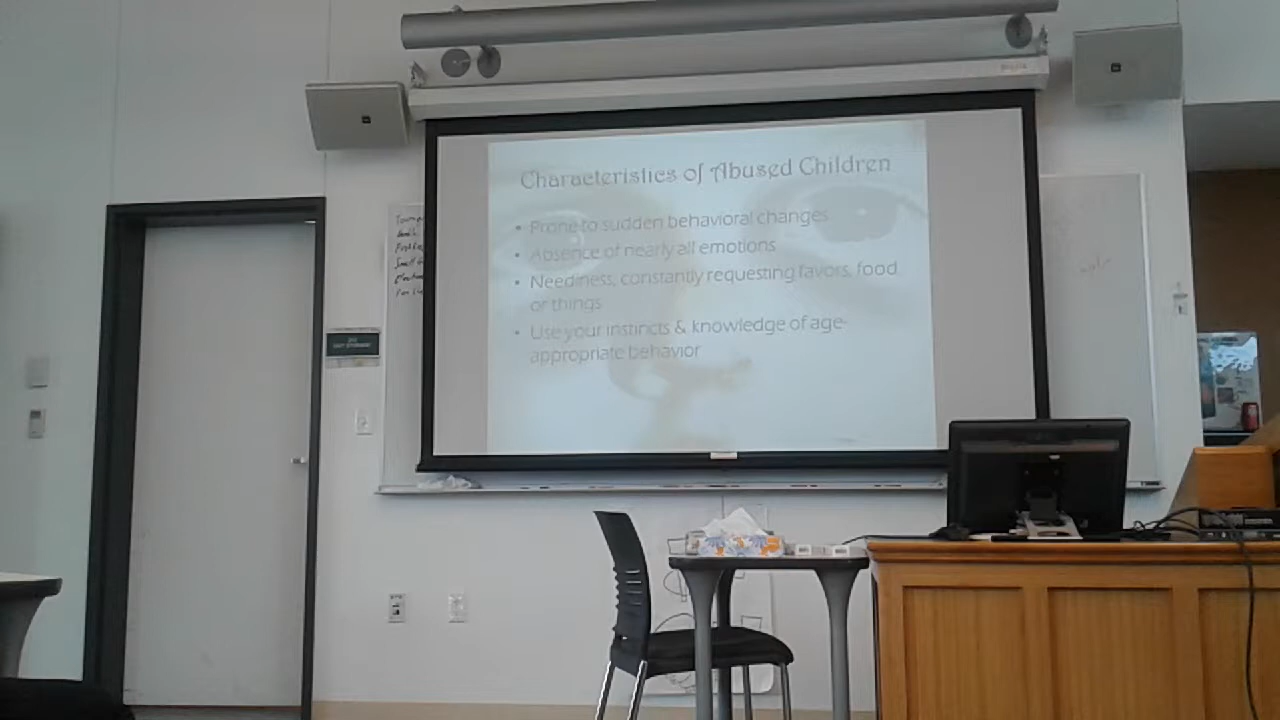 Characteristics of Abused Children
• Prone to sudden behavioral changes
• Absence of nearly all emotions
• Neediness, constantly requesting favors, food
or things
• Use your instincts & knowledge of age-
appropriate behavior